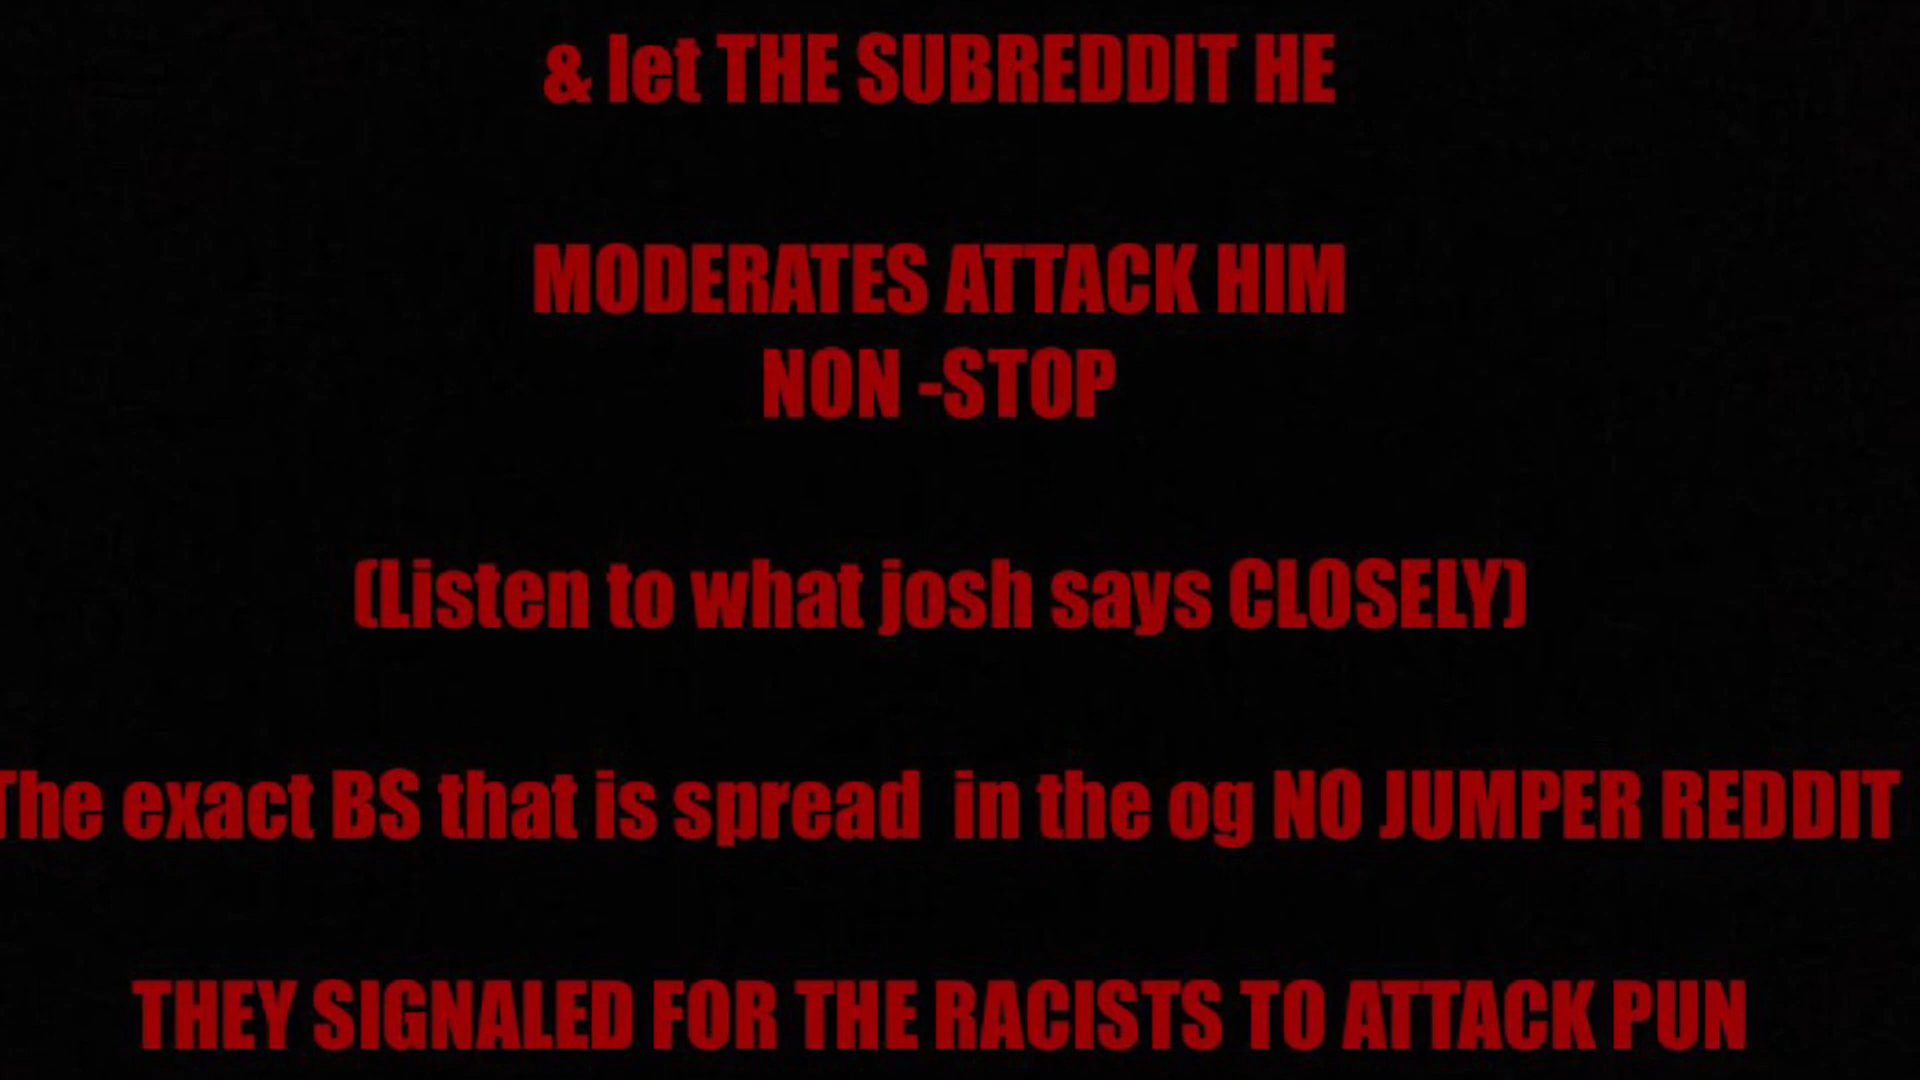 & let THE SUBREDDIT HE
MODERATES ATTACK HIM
NON -STOP
(Listen to what josh says CLOSELY)
The exact BS that is spread  in the og NO JUMPER REDDIT
THEY SIGNALED FOR THE RACISTS TO ATTACK PUN